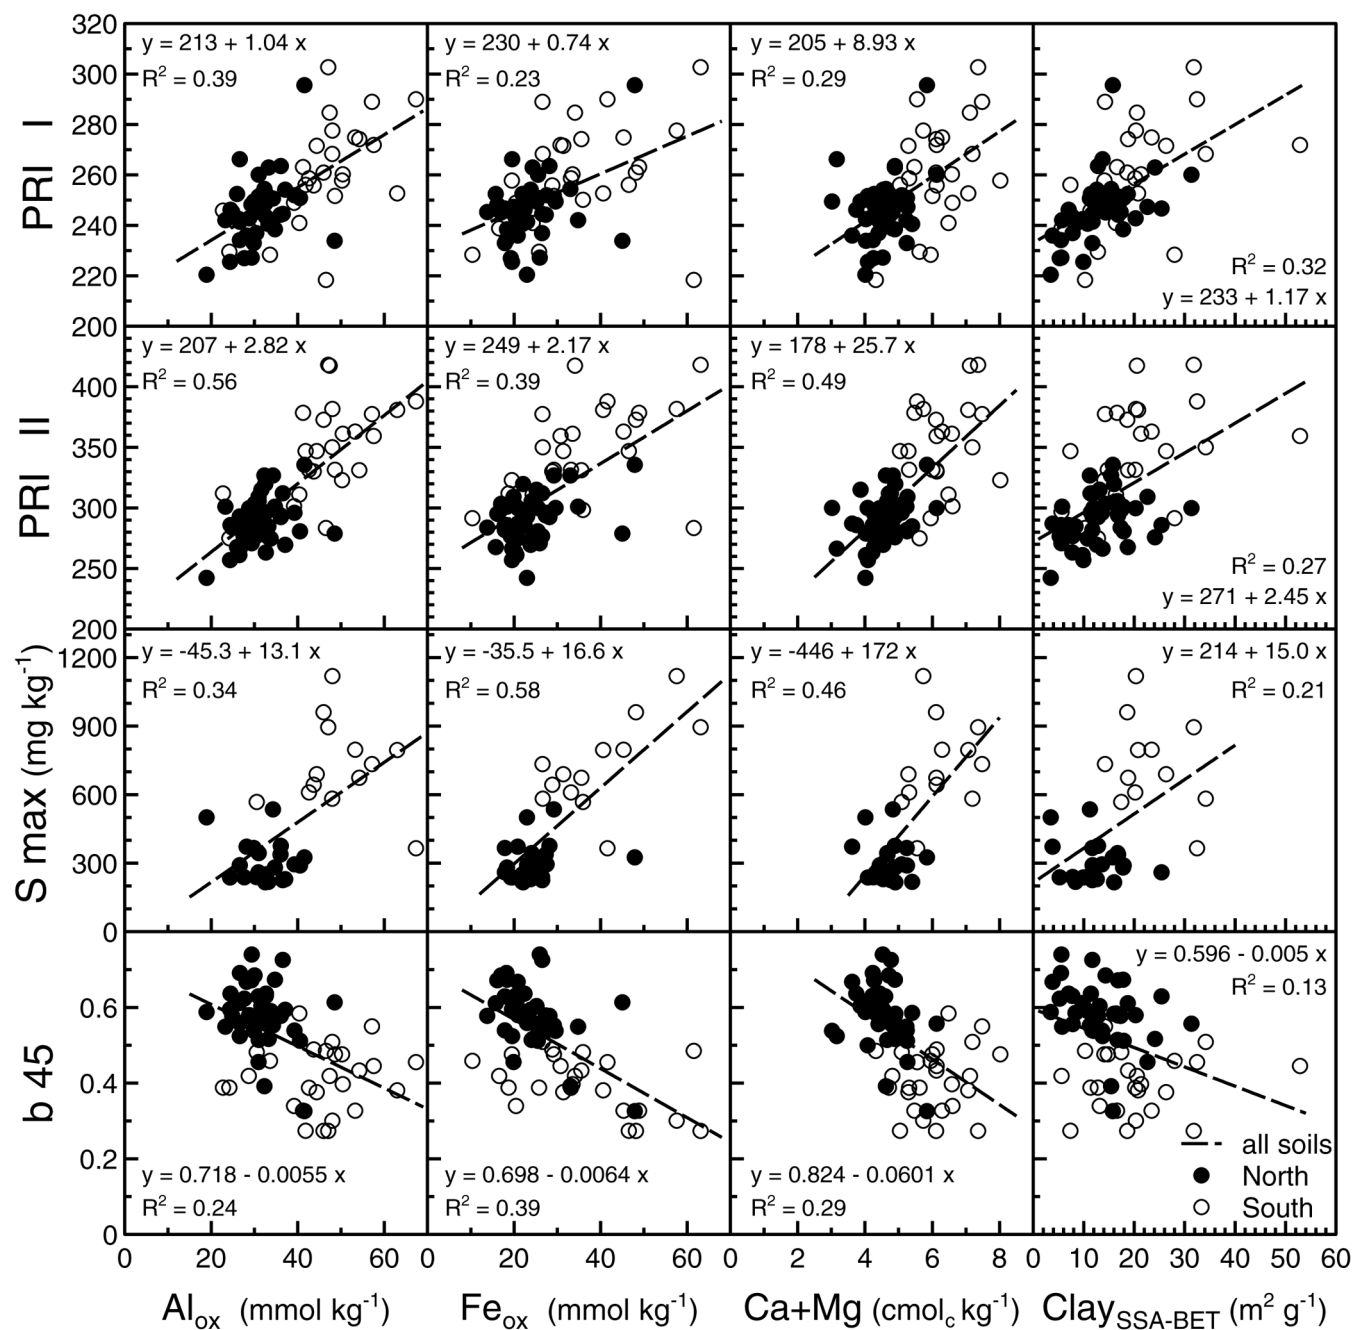 PRI I
320
300
280
260
240
220
200
y = 213 + 1.04 x
R² = 0.39
y = 230 + 0.74 x
R² = 0.23
y = 205 + 8.93 x
R² = 0.29
R² = 0.32
y = 233 + 1.17 x
PRI II
400
350
300
250
200
y = 207 + 2.82 x
R² = 0.56
y = 249 + 2.17 x
R² = 0.39
y = 178 + 25.7 x
R² = 0.49
R² = 0.27
y = 271 + 2.45 x
S max (mg kg⁻¹)
1200
900
600
300
0
y = -45.3 + 13.1 x
R² = 0.34
y = -35.5 + 16.6 x
R² = 0.58
y = -446 + 172 x
R² = 0.46
y = 214 + 15.0 x
R² = 0.21
b 45
0.6
0.4
0.2
0
y = 0.718 - 0.0055 x
R² = 0.24
y = 0.698 - 0.0064 x
R² = 0.39
y = 0.824 - 0.0601 x
R² = 0.29
y = 0.596 - 0.005 x
R² = 0.13
all soils
North
South
0 20 40 60
0 20 40 60
0 2 4 6 8
0 10 20 30 40 50 60
Al_ox (mmol kg⁻¹)
Fe_ox (mmol kg⁻¹)
Ca+Mg (cmol_c kg⁻¹)
Clay_SSA-BET (m² g⁻¹)